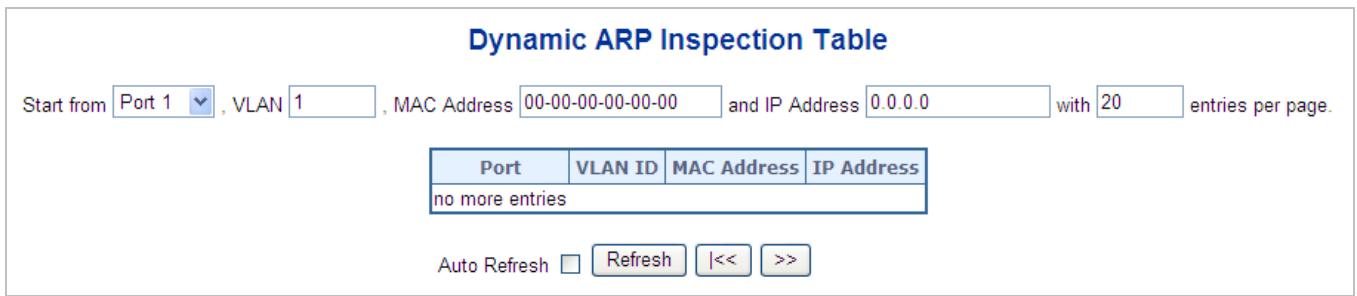 Dynamic ARP Inspection Table
Start from Port 1 , VLAN 1 , MAC Address 00-00-00-00-00-00 and IP Address 0.0.0.0 with 20 entries per page.
Port VLAN ID MAC Address IP Address
no more entries
Auto Refresh Refresh |<< >>